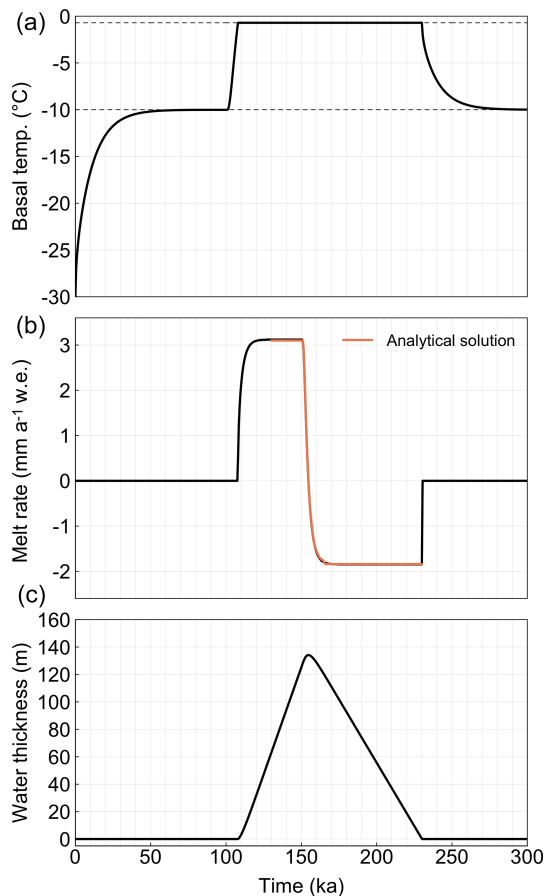 (a)
0
-5
-10
-15
-20
-25
-30
Basal temp. (°C)
(b)
3
2
1
0
-1
-2
Melt rate (mm a⁻¹ w.e.)
Analytical solution
(c)
160
140
120
100
80
60
40
20
0
Water thickness (m)
0 50 100 150 200 250 300
Time (ka)